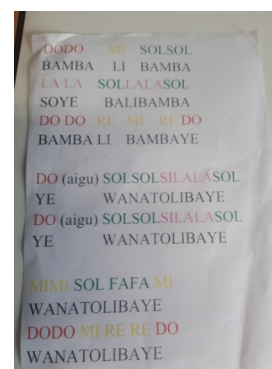 DODO MI SOLSOL
BAMBA LI BAMBA
LA LA SOLLALASOL
SOYE BALIBAMBA
DO DO RE MI RE DO
BAMBA LI BAMBAYE
DO (aigu) SOLSOLSILALASOL
YE WANATOLIBAYE
DO (aigu) SOLSOLSILALASOL
YE WANATOLIBAYE
MIMI SOL FAFA MI
WANATOLIBAYE
DODO MI RE RE DO
WANATOLIBAYE